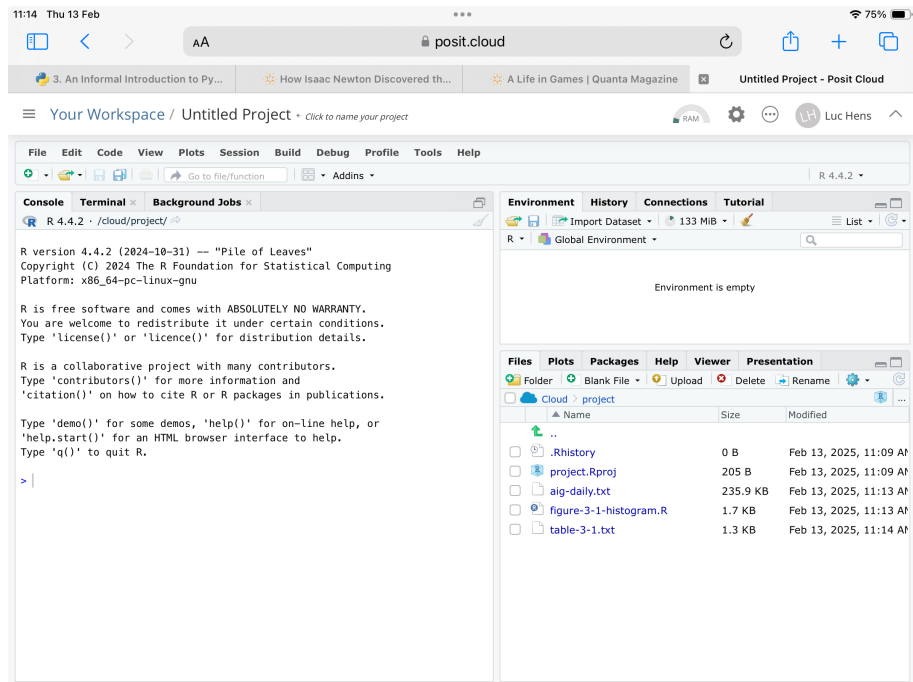 11:14 Thu 13 Feb
75%
AA
posit.cloud
3. An Informal Introduction to Py...
How Isaac Newton Discovered th...
A Life in Games | Quanta Magazine
Untitled Project - Posit Cloud
Your Workspace / Untitled Project
Click to name your project
RAM
LH
Luc Hens
File Edit Code View Plots Session Build Debug Profile Tools Help
Go to file/function
Addins
R 4.4.2
Console Terminal Background Jobs
R 4.4.2 · /cloud/project/
R version 4.4.2 (2024-10-31) -- "Pile of Leaves"
Copyright (C) 2024 The R Foundation for Statistical Computing
Platform: x86_64-pc-linux-gnu
R is free software and comes with ABSOLUTELY NO WARRANTY.
You are welcome to redistribute it under certain conditions.
Type 'license()' or 'licence()' for distribution details.
R is a collaborative project with many contributors.
Type 'contributors()' for more information and
'citation()' on how to cite R or R packages in publications.
Type 'demo()' for some demos, 'help()' for on-line help, or
'help.start()' for an HTML browser interface to help.
Type 'q()' to quit R.
>
Environment History Connections Tutorial
Import Dataset 133 MiB List
R Global Environment
Environment is empty
Files Plots Packages Help Viewer Presentation
Folder Blank File Upload Delete Rename
Cloud project ...
Name Size Modified
..
.Rhistory 0 B Feb 13, 2025, 11:09 AM
project.Rproj 205 B Feb 13, 2025, 11:09 AM
aig-daily.txt 235.9 KB Feb 13, 2025, 11:13 AM
figure-3-1-histogram.R 1.7 KB Feb 13, 2025, 11:13 AM
table-3-1.txt 1.3 KB Feb 13, 2025, 11:14 AM